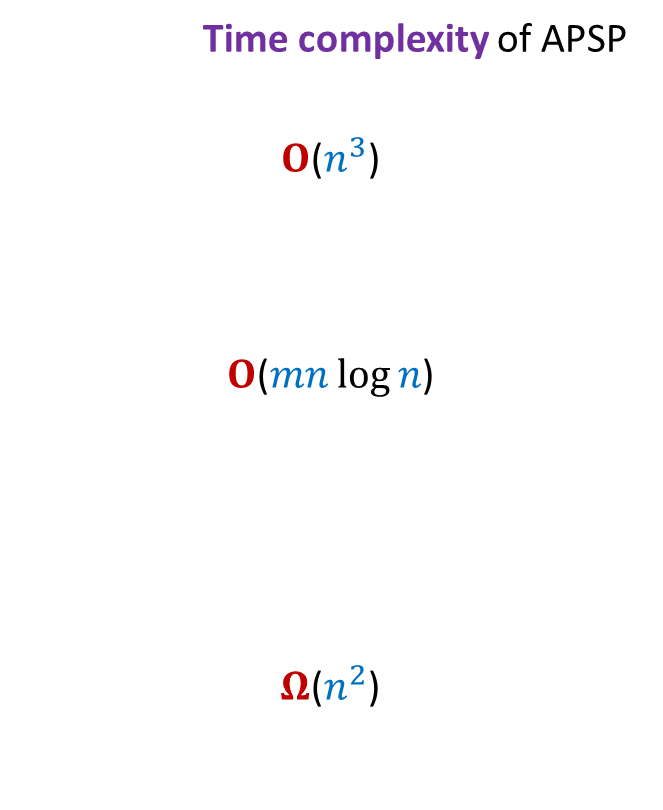 Time complexity of APSP
O(n³)
O(mn log n)
Ω(n²)